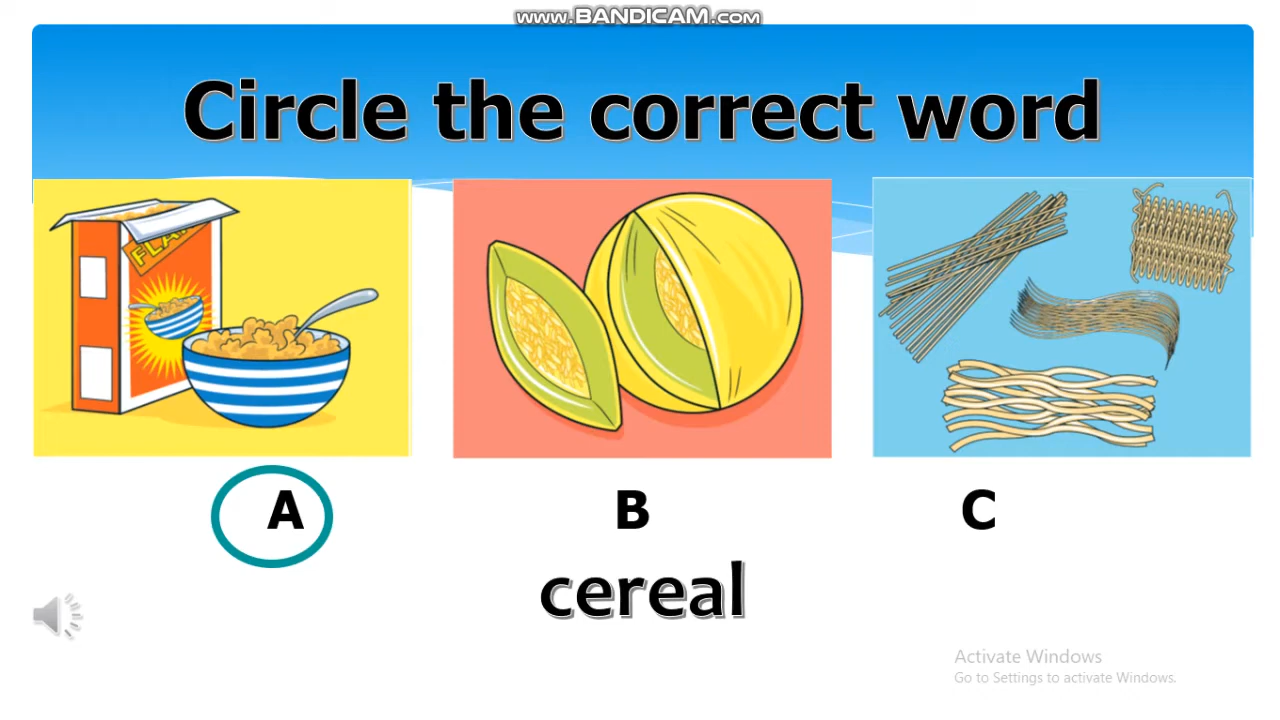 www.BANDICAM.com
Circle the correct word
A
B
C
cereal
Activate Windows
Go to Settings to activate Windows.